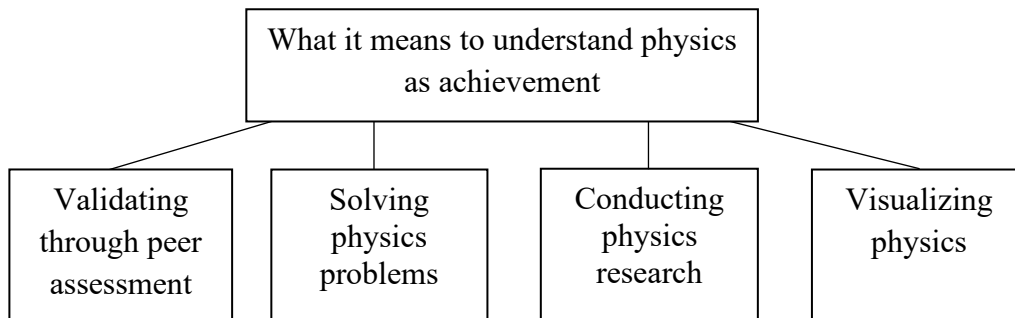 What it means to understand physics
as achievement
Validating
through peer
assessment
Solving
physics
problems
Conducting
physics
research
Visualizing
physics